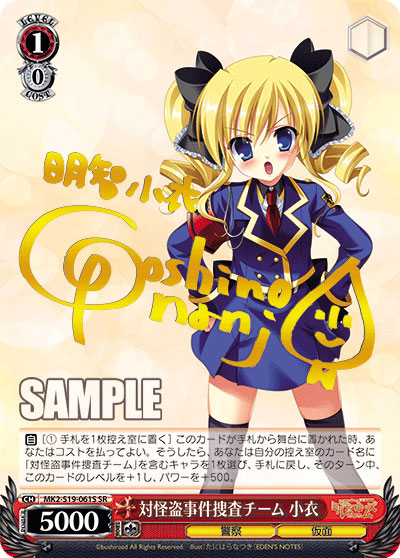 LEVEL
1
0
COST
明智小衣
Goshino
nanj
SAMPLE
自 [① 手札を1枚控え室に置く] このカードが手札から舞台に置かれた時、あ
なたはコストを払ってよい。そうしたら、あなたは自分の控え室のカード名に
「対怪盗事件捜査チーム」を含むキャラを1枚選び、手札に戻し、そのターン中、
このカードのレベルを+1し、パワーを+500。
CH MK2-S19-061S SR
5000
対怪盗事件捜査チーム 小衣
警察 仮面
©bushiroad All Rights Reserved. illust:たにはらなつき(EDEN'S NOTES)